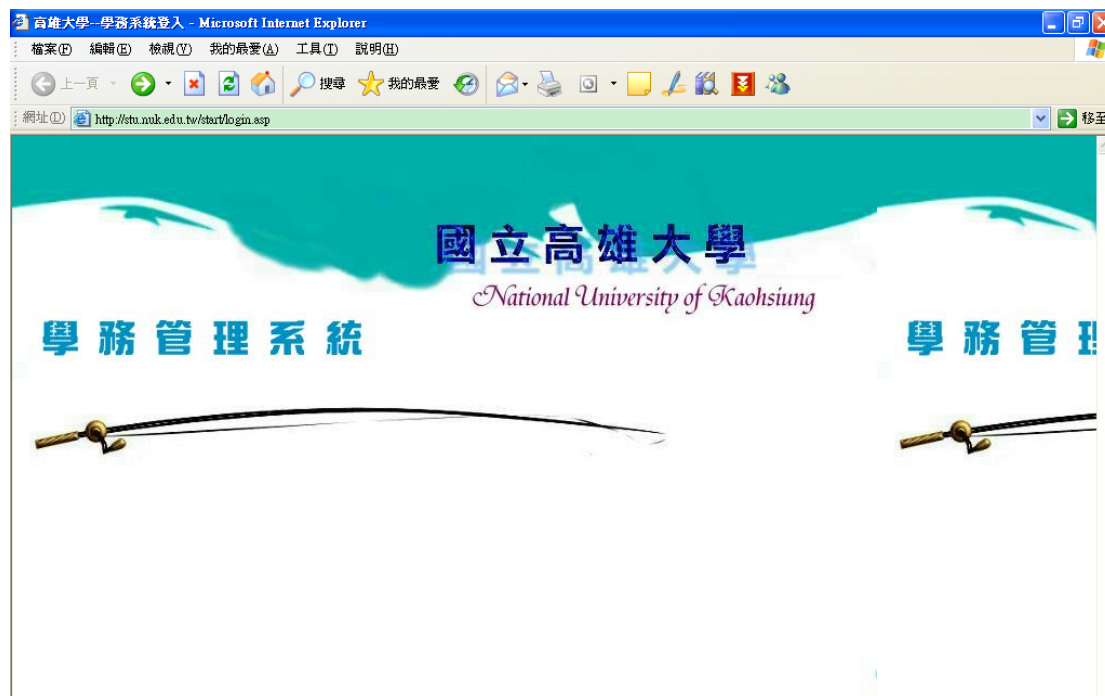 高雄大學--學務系統登入 - Microsoft Internet Explorer
檔案(F) 編輯(E) 檢視(V) 我的最愛(A) 工具(T) 說明(H)
上一頁 搜尋 我的最愛
網址(D) http://stu.nuk.edu.tw/start/login.asp 移至
國立高雄大學
National University of Kaohsiung
學務管理系統 學務管理